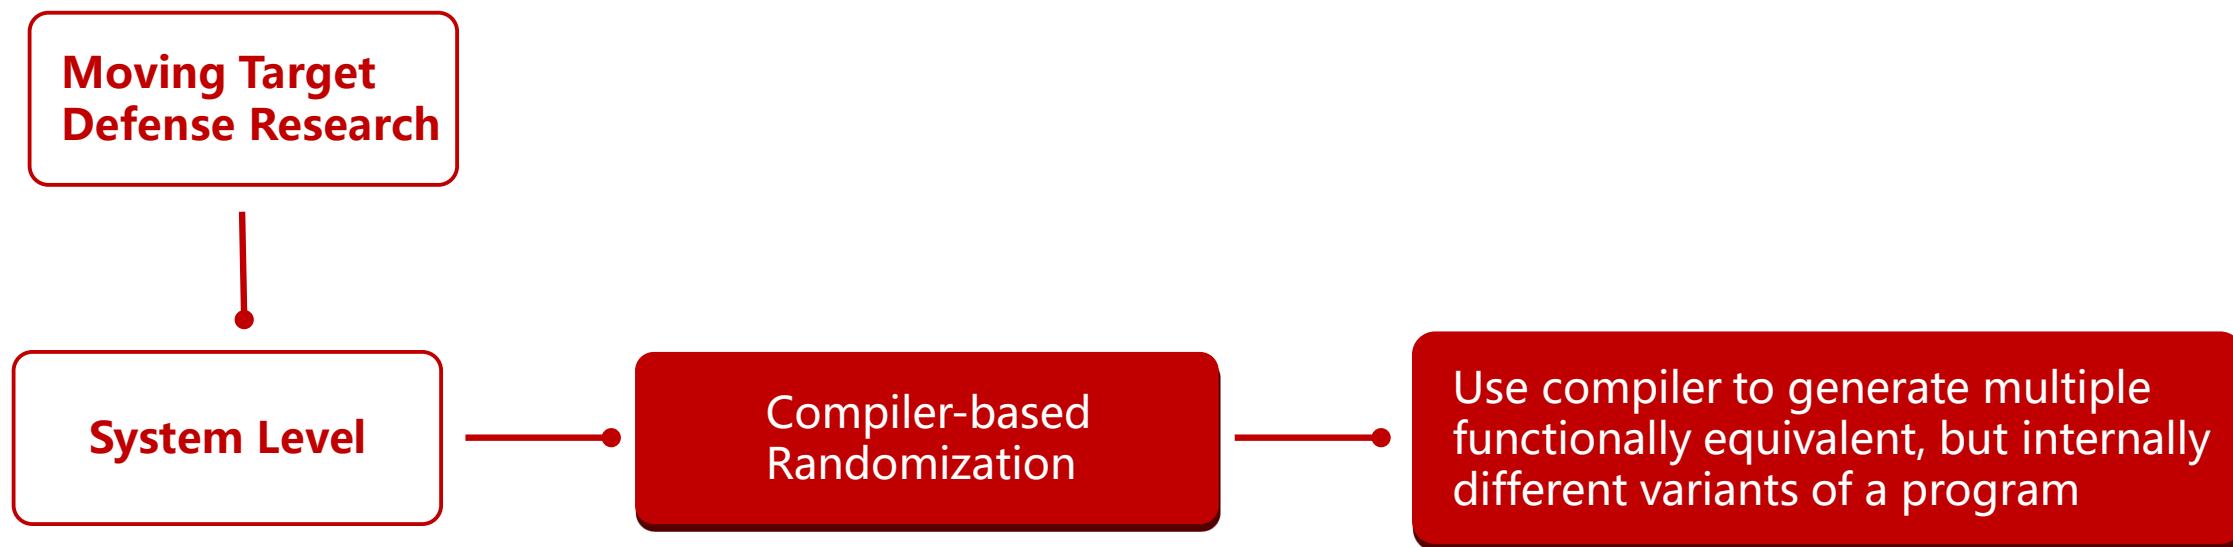 Moving Target
Defense Research
System Level
Compiler-based
Randomization
Use compiler to generate multiple
functionally equivalent, but internally
different variants of a program